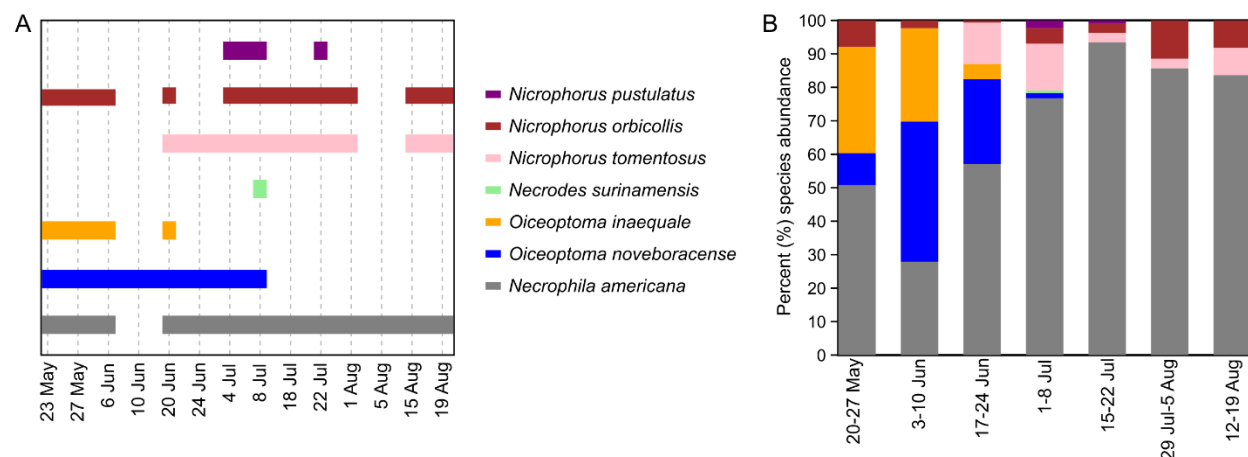 A
Nicrophorus pustulatus
Nicrophorus orbicollis
Nicrophorus tomentosus
Necrodes surinamensis
Oiceoptoma inaequale
Oiceoptoma noveboracense
Necrophila americana
23 May
27 May
6 Jun
10 Jun
20 Jun
24 Jun
4 Jul
8 Jul
18 Jul
22 Jul
1 Aug
5 Aug
15 Aug
19 Aug
B
Percent (%) species abundance
100
90
80
70
60
50
40
30
20
10
0
20-27 May
3-10 Jun
17-24 Jun
1-8 Jul
15-22 Jul
29 Jul-5 Aug
12-19 Aug